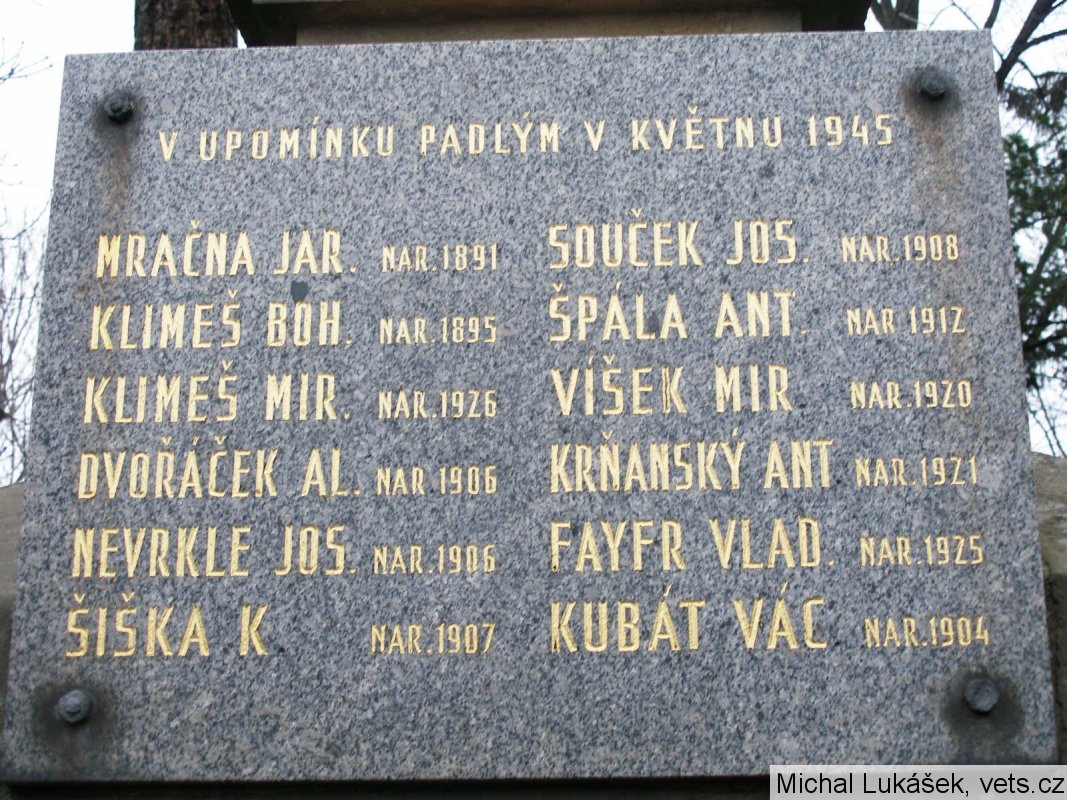 V UPOMÍNKU PADLÝM V KVĚTNU 1945
MRAČNA JAR. NAR.1891
KLIMEŠ BOH. NAR.1895
KLIMEŠ MIR. NAR.1926
DVOŘÁČEK AL. NAR.1906
NEVRKLE JOS. NAR.1906
ŠIŠKA K NAR.1907
SOUČEK JOS. NAR.1908
ŠPÁLA ANT. NAR 1912
VÍŠEK MIR. NAR.1920
KRŇANSKÝ ANT NAR.1921
FAYFR VLAD. NAR.1925
KUBÁT VÁC NAR.1904
Michal Lukášek, vets.cz